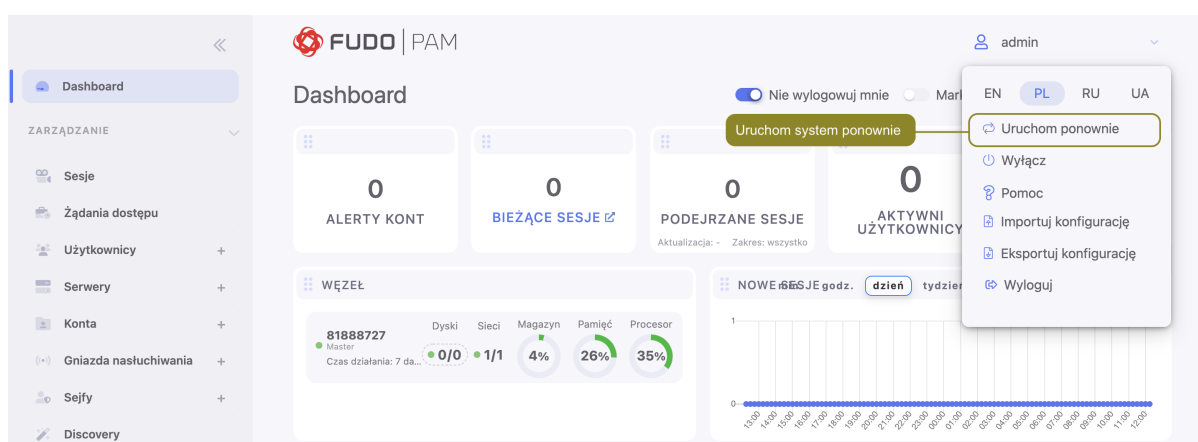 FUDO PAM
admin
Dashboard
ZARZĄDZANIE
Sesje
Żądania dostępu
Użytkownicy +
Serwery +
Konta +
Gniazda nasłuchiwania +
Sejfy +
Discovery
Dashboard
Nie wylogowuj mnie
EN PL RU UA
Uruchom ponownie
Wyłącz
Pomoc
Importuj konfigurację
Eksportuj konfigurację
Wyloguj
Uruchom system ponownie
0
ALERTY KONT
0
BIEŻĄCE SESJE
0
PODEJRZANE SESJE
Aktualizacja: - Zakres: wszystko
0
AKTYWNI
UŻYTKOWNICY
WĘZEŁ
81888727
Master
Czas działania: 7 da...
Dyski Sieci Magazyn Pamięć Procesor
0/0 1/1 4% 26% 35%
NOWE SESJE godz. dzień
1
0
13:00 14:00 15:00 16:00 17:00 18:00 19:00 20:00 21:00 22:00 23:00 00:00 01:00 02:00 03:00 04:00 05:00 06:00 07:00 08:00 09:00 10:00 11:00 12:00